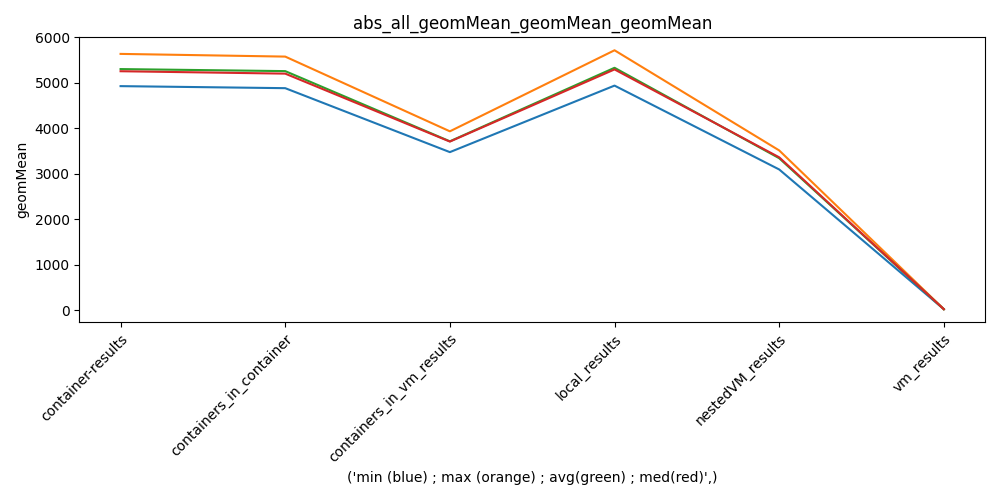 abs_all_geomMean_geomMean_geomMean
6000
5000
4000
3000
2000
1000
0
geomMean
container-results
containers_in_container
containers_in_vm_results
local_results
nestedVM_results
vm_results
('min (blue) ; max (orange) ; avg(green) ; med(red)',)